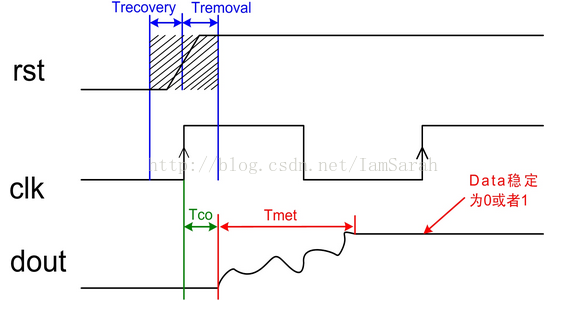 Trecovery Tremoval
rst
http://blog.csdn.net/IamSarah
clk
Data稳定
为0或者1
Tco
Tmet
dout